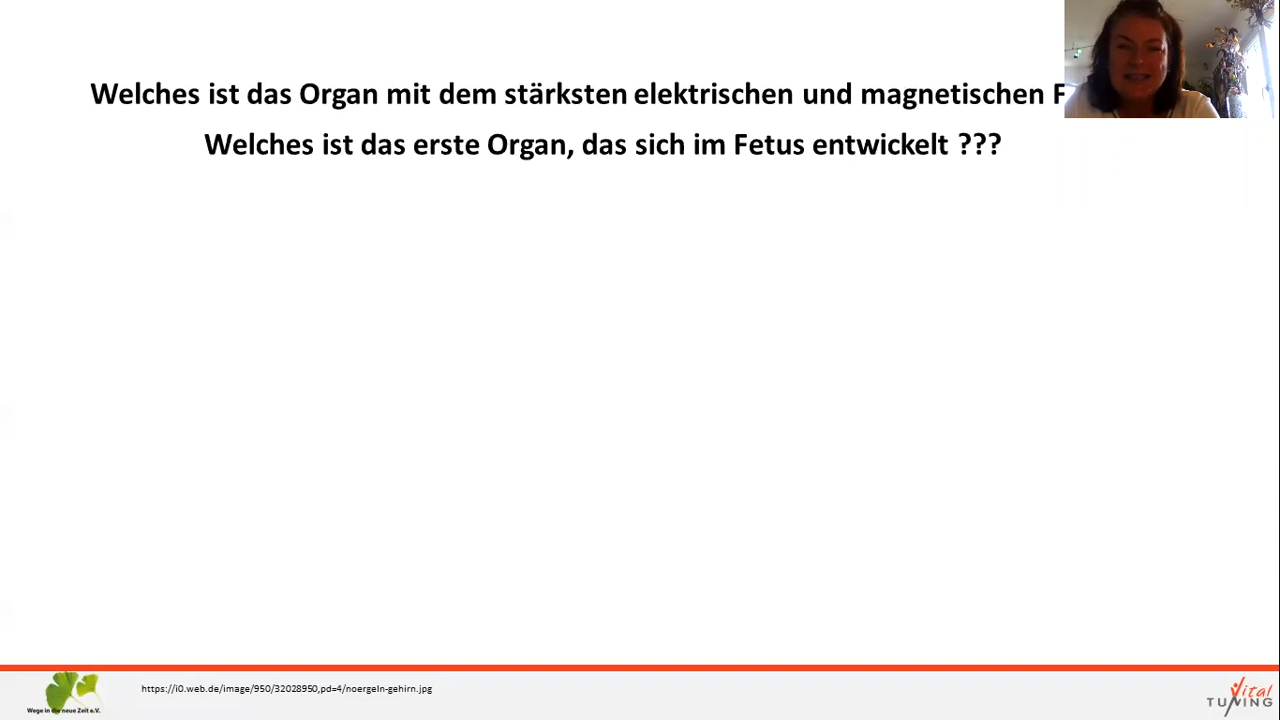 Welches ist das Organ mit dem stärksten elektrischen und magnetischen F
Welches ist das erste Organ, das sich im Fetus entwickelt ???
https://i0.web.de/image/950/32028950,pd=4/noergeln-gehirn.jpg
Wege in die neue Zeit e.V.
Vital
TUNING